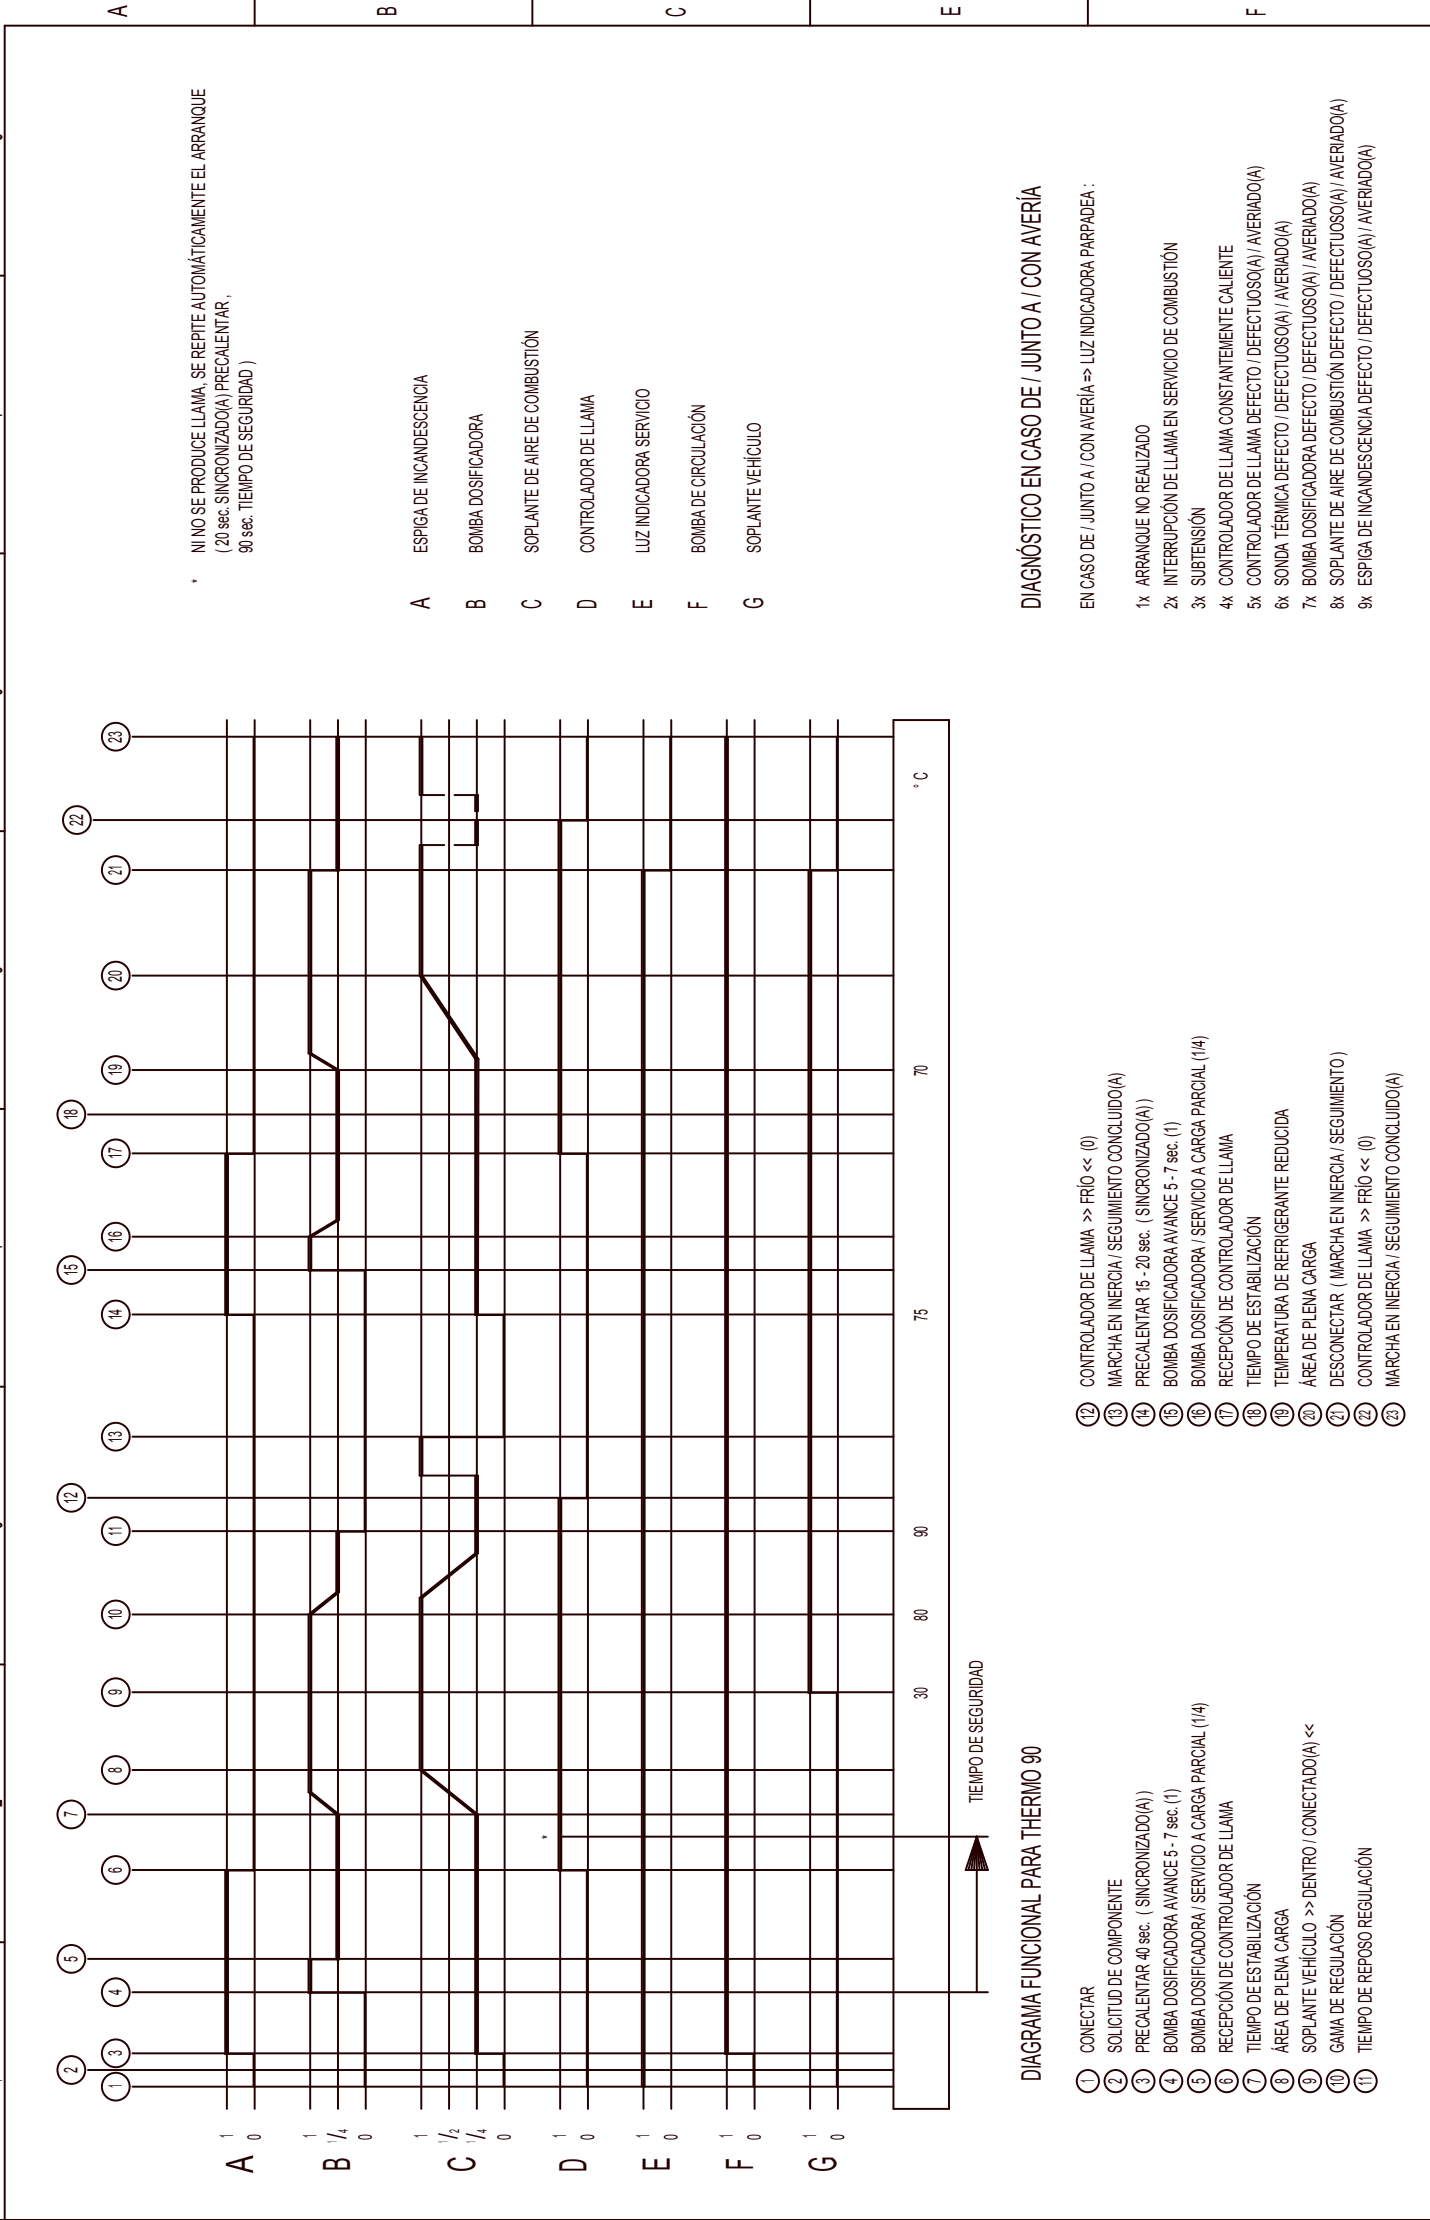 A
B
C
E
F
* NI NO SE PRODUCE LLAMA, SE REPITE AUTOMÁTICAMENTE EL ARRANQUE
( 20 sec. SINCRONIZADO(A) PRECALENTAR ,
90 sec. TIEMPO DE SEGURIDAD )
A ESPIGA DE INCANDESCENCIA
B BOMBA DOSIFICADORA
C SOPLANTE DE AIRE DE COMBUSTIÓN
D CONTROLADOR DE LLAMA
E LUZ INDICADORA SERVICIO
F BOMBA DE CIRCULACIÓN
G SOPLANTE VEHÍCULO
DIAGNÓSTICO EN CASO DE / JUNTO A / CON AVERÍA
EN CASO DE / JUNTO A / CON AVERÍA => LUZ INDICADORA PARPADEA :
1x ARRANQUE NO REALIZADO
2x INTERRUPCIÓN DE LLAMA EN SERVICIO DE COMBUSTIÓN
3x SUBTENSIÓN
4x CONTROLADOR DE LLAMA CONSTANTEMENTE CALIENTE
5x CONTROLADOR DE LLAMA DEFECTO / DEFECTUOSO(A) / AVERIADO(A)
6x SONDA TÉRMICA DEFECTO / DEFECTUOSO(A) / AVERIADO(A)
7x BOMBA DOSIFICADORA DEFECTO / DEFECTUOSO(A) / AVERIADO(A)
8x SOPLANTE DE AIRE DE COMBUSTIÓN DEFECTO / DEFECTUOSO(A) / AVERIADO(A)
9x ESPIGA DE INCANDESCENCIA DEFECTO / DEFECTUOSO(A) / AVERIADO(A)
1 2 3 4 5 6 7 8 9 10 11 12 13 14 15 16 17 18 19 20 21 22 23
A 1 0
B 1 1/4 0
C 1 1/2 1/4 0
D 1 0
*
E 1 0
F 1 0
G 1 0
30 80 90 75 70 °C
TIEMPO DE SEGURIDAD
DIAGRAMA FUNCIONAL PARA THERMO 90
1 CONECTAR
2 SOLICITUD DE COMPONENTE
3 PRECALENTAR 40 sec. ( SINCRONIZADO(A) )
4 BOMBA DOSIFICADORA AVANCE 5 - 7 sec. (1)
5 BOMBA DOSIFICADORA / SERVICIO A CARGA PARCIAL (1/4)
6 RECEPCIÓN DE CONTROLADOR DE LLAMA
7 TIEMPO DE ESTABILIZACIÓN
8 ÁREA DE PLENA CARGA
9 SOPLANTE VEHÍCULO >> DENTRO / CONECTADO(A) <<
10 GAMA DE REGULACIÓN
11 TIEMPO DE REPOSO REGULACIÓN
12 CONTROLADOR DE LLAMA >> FRÍO << (0)
13 MARCHA EN INERCIA / SEGUIMIENTO CONCLUIDO(A)
14 PRECALENTAR 15 - 20 sec. ( SINCRONIZADO(A) )
15 BOMBA DOSIFICADORA AVANCE 5 - 7 sec. (1)
16 BOMBA DOSIFICADORA / SERVICIO A CARGA PARCIAL (1/4)
17 RECEPCIÓN DE CONTROLADOR DE LLAMA
18 TIEMPO DE ESTABILIZACIÓN
19 TEMPERATURA DE REFRIGERANTE REDUCIDA
20 ÁREA DE PLENA CARGA
21 DESCONECTAR ( MARCHA EN INERCIA / SEGUIMIENTO )
22 CONTROLADOR DE LLAMA >> FRÍO << (0)
23 MARCHA EN INERCIA / SEGUIMIENTO CONCLUIDO(A)